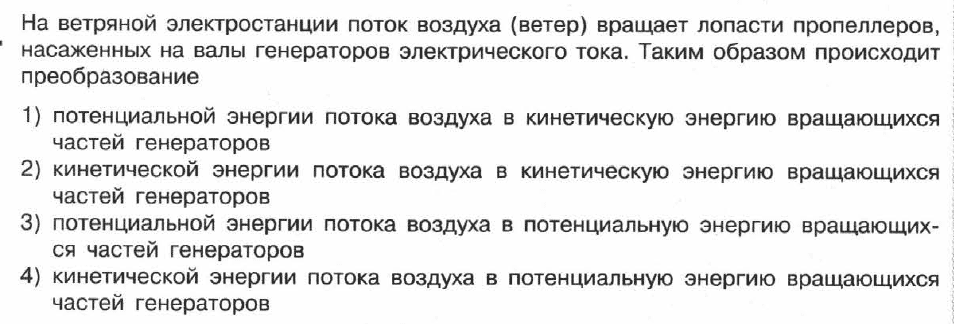 На ветряной электростанции поток воздуха (ветер) вращает лопасти пропеллеров,
насаженных на валы генераторов электрического тока. Таким образом происходит
преобразование
1) потенциальной энергии потока воздуха в кинетическую энергию вращающихся
частей генераторов
2) кинетической энергии потока воздуха в кинетическую энергию вращающихся
частей генераторов
3) потенциальной энергии потока воздуха в потенциальную энергию вращающих-
ся частей генераторов
4) кинетической энергии потока воздуха в потенциальную энергию вращающихся
частей генераторов